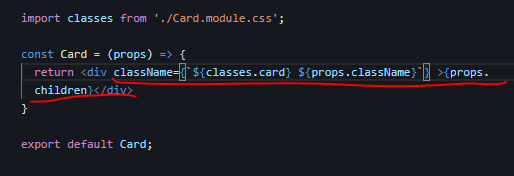 import classes from './Card.module.css';
const Card = (props) => {
return <div className={`${classes.card} ${props.className}`} >{props.
children}</div>
}
export default Card;